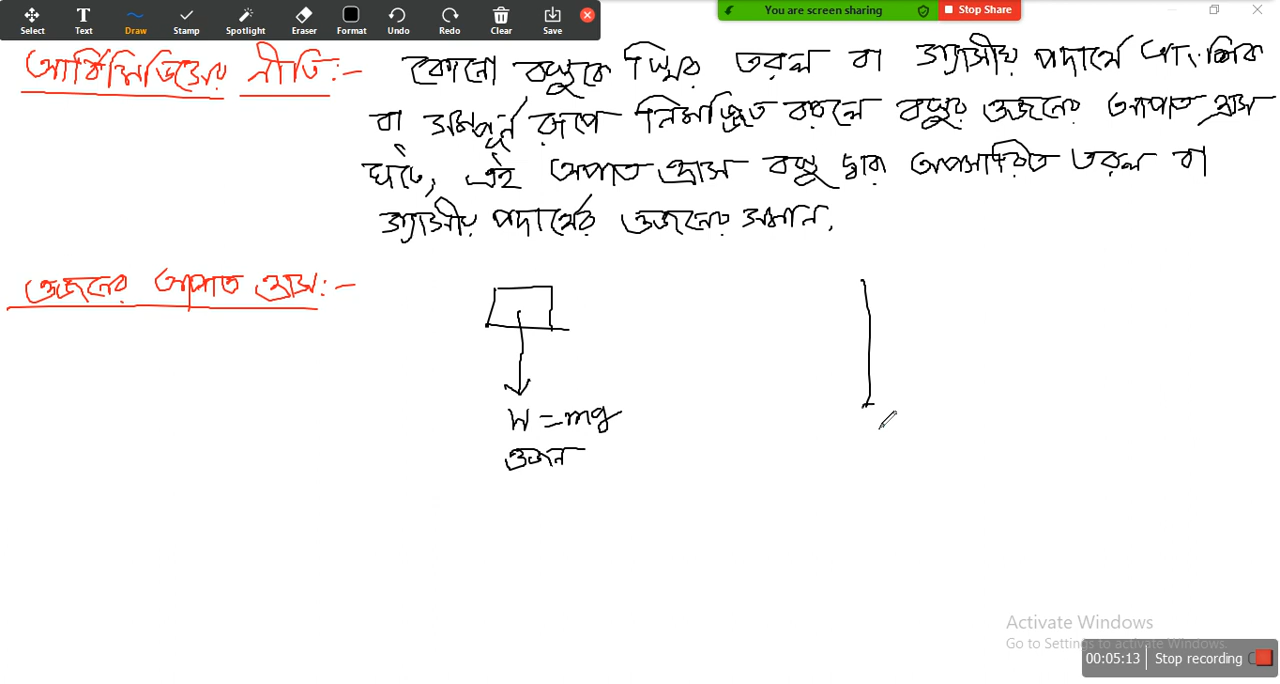 Select Text Draw Stamp Spotlight Eraser Format Undo Redo Clear Save
You are screen sharing Stop Share
আর্কিমিডিসের নীতি:- কোনো বস্তুকে স্থির তরল বা গ্যাসীয় পদার্থে আংশিক
বা সম্পূর্ন রূপে নিমজ্জিত করলে বস্তুর ওজনের আপাত হ্রাস
ঘটে, এই আপাত হ্রাস বস্তু দ্বারা অপসারিত তরল বা
গ্যাসীয় পদার্থের ওজনের সমান.
ওজনের আপাত হ্রাস:-
W = mg
ওজন
Activate Windows
Go to Settings to activate Windows.
00:05:13 Stop recording